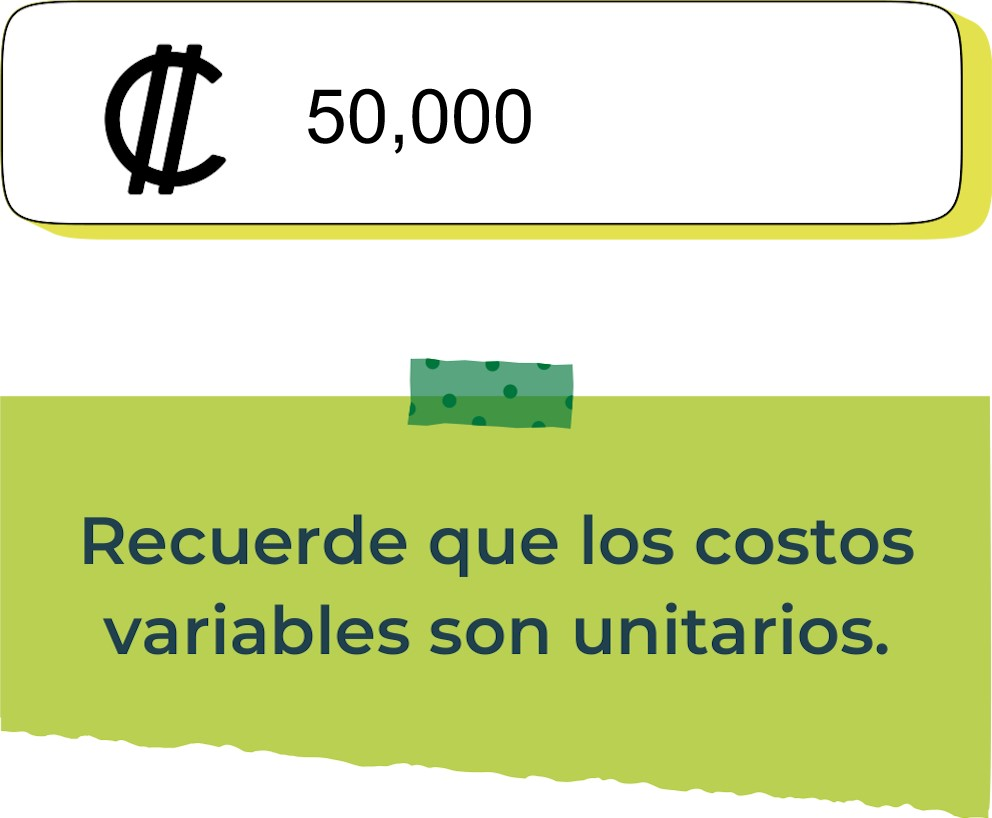 ₡ 50,000
Recuerde que los costos
variables son unitarios.